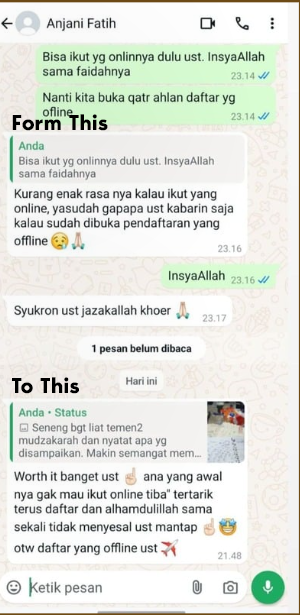 Anjani Fatih
Bisa ikut yg onlinnya dulu ust. InsyaAllah
sama faidahnya
23.14
Nanti kita buka qatr ahlan daftar yg
ofline
23.14
Form This
Anda
Bisa ikut yg onlinnya dulu ust. InsyaAllah
sama faidahnya
Kurang enak rasa nya kalau ikut yang
online, yasudah gapapa ust kabarin saja
kalau sudah dibuka pendaftaran yang
offline 😢🙏🏻
23.16
InsyaAllah 23.16
Syukron ust jazakallah khoer 🙏🏻
23.17
1 pesan belum dibaca
To This
Hari ini
Anda • Status
Seneng bgt liat temen2
mudzakarah dan nyatat apa yg
disampaikan. Makin semangat mem...
Worth it banget ust ☝🏻 ana yang awal
nya gak mau ikut online tiba" tertarik
terus daftar dan alhamdulillah sama
sekali tidak menyesal ust mantap ☝🏻🤩
otw daftar yang offline ust ✈️
21.48
Ketik pesan